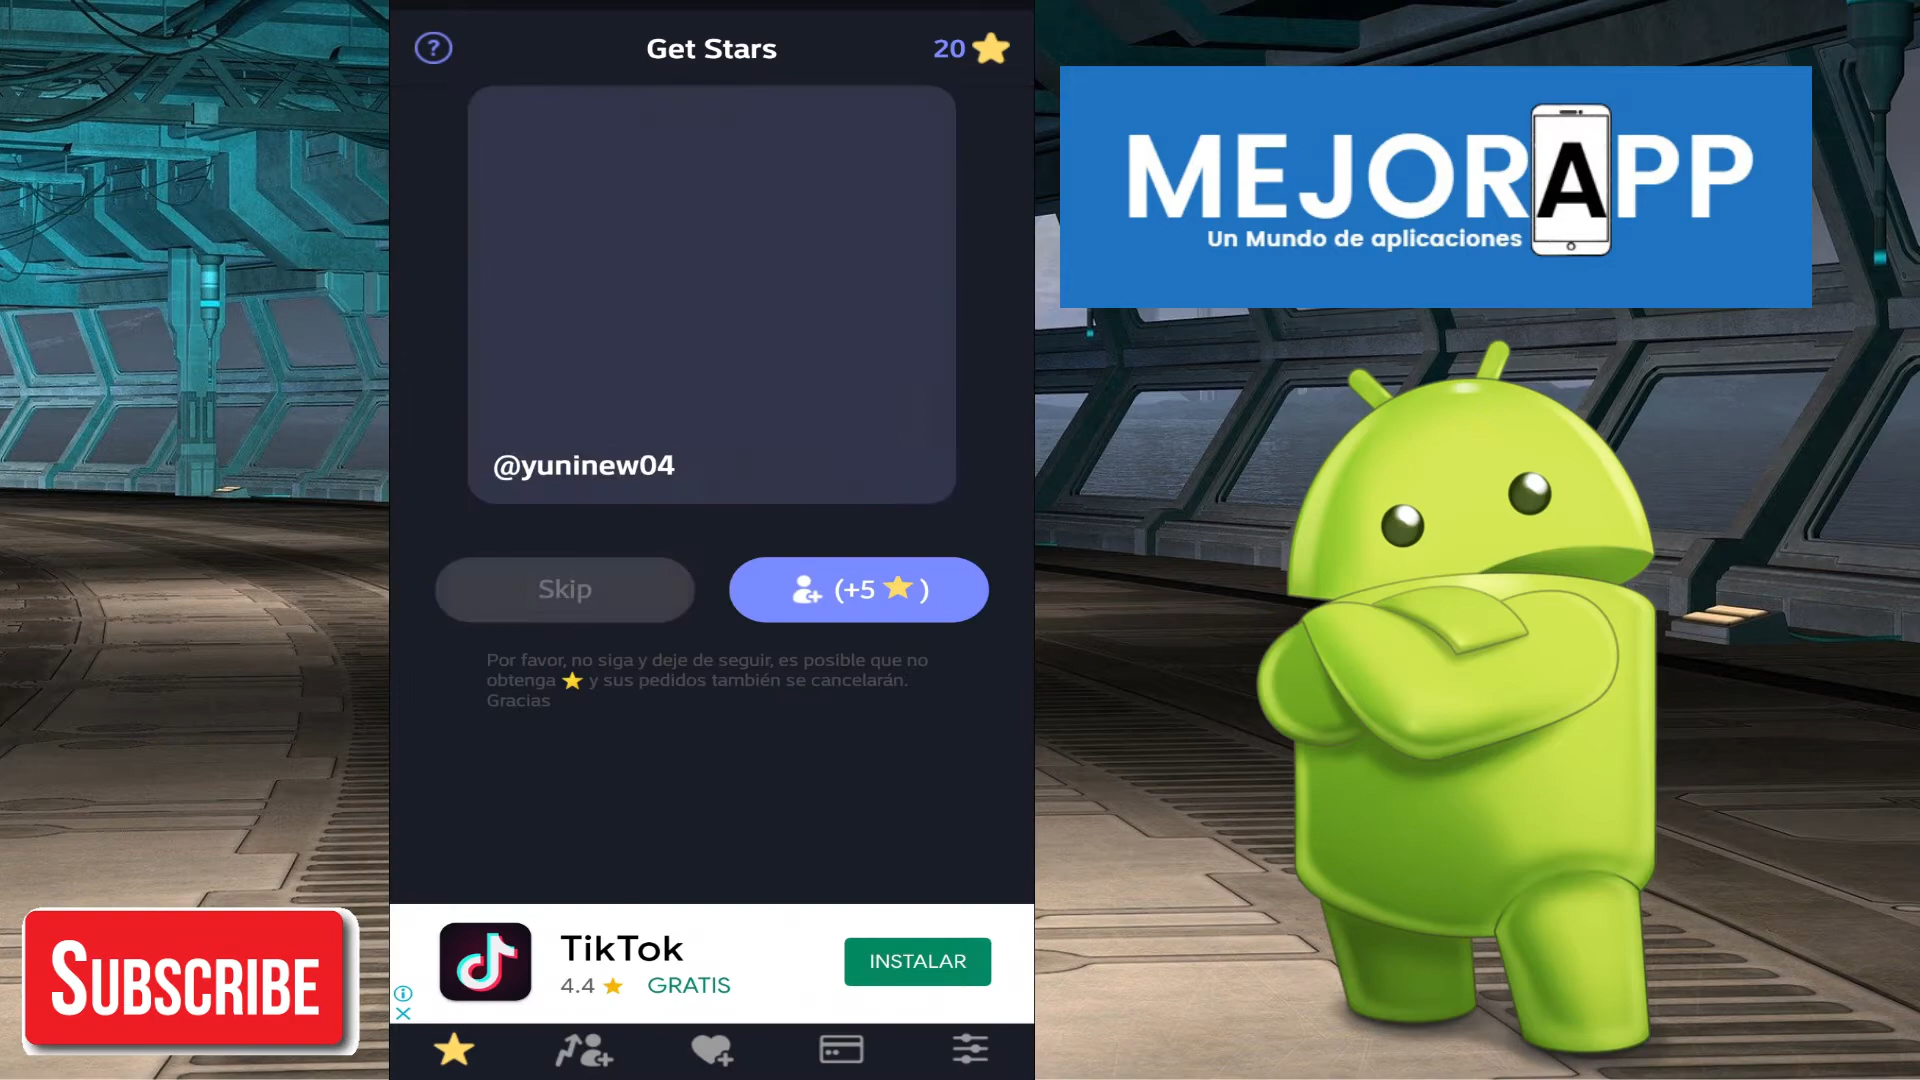 Get Stars
20
@yuninew04
Skip
(+5 ⭐ )
Por favor, no siga y deje de seguir, es posible que no
obtenga ⭐ y sus pedidos también se cancelarán.
Gracias
TikTok
4.4 ★ GRATIS
INSTALAR
MEJORAPP
Un Mundo de aplicaciones
SUBSCRIBE